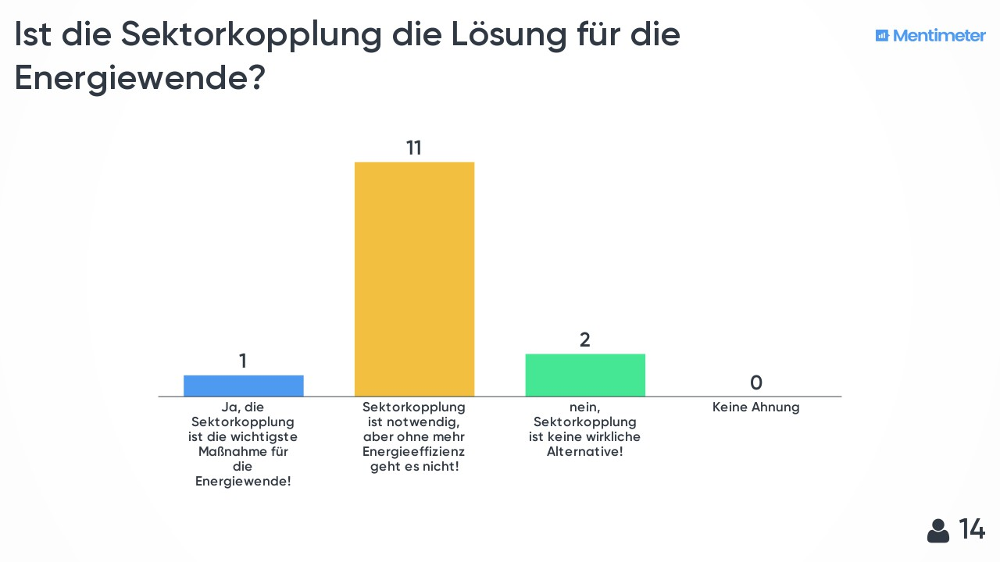 Ist die Sektorkopplung die Lösung für die
Energiewende?
Mentimeter
11
2
1
0
Ja, die
Sektorkopplung
ist die wichtigste
Maßnahme für
die
Energiewende!
Sektorkopplung
ist notwendig,
aber ohne mehr
Energieeffizienz
geht es nicht!
nein,
Sektorkopplung
ist keine wirkliche
Alternative!
Keine Ahnung
14